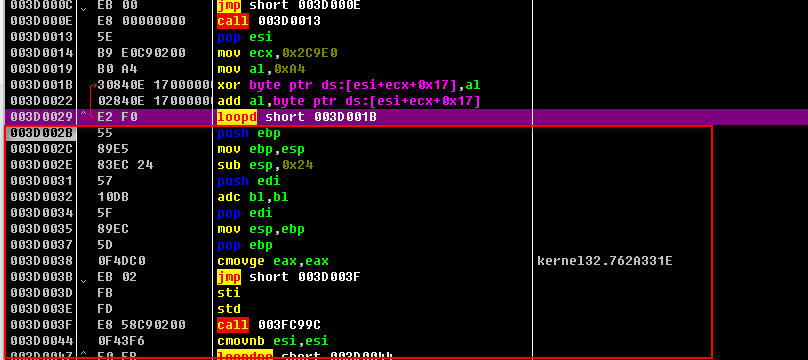 003D000C EB 00 jmp short 003D000E
003D000E E8 00000000 call 003D0013
003D0013 5E pop esi
003D0014 B9 E0C90200 mov ecx,0x2C9E0
003D0019 B0 A4 mov al,0xA4
003D001B 30840E 17000000 xor byte ptr ds:[esi+ecx+0x17],al
003D0022 02840E 17000000 add al,byte ptr ds:[esi+ecx+0x17]
003D0029 E2 F0 loopd short 003D001B
003D002B 55 push ebp
003D002C 89E5 mov ebp,esp
003D002E 83EC 24 sub esp,0x24
003D0031 57 push edi
003D0032 10DB adc bl,bl
003D0034 5F pop edi
003D0035 89EC mov esp,ebp
003D0037 5D pop ebp
003D0038 0F4DC0 cmovge eax,eax kernel32.762A331E
003D003B EB 02 jmp short 003D003F
003D003D FB sti
003D003E FD std
003D003F E8 58C90200 call 003FC99C
003D0044 0F43F6 cmovnb esi,esi
003D0047 E0 FB loopdne short 003D0044